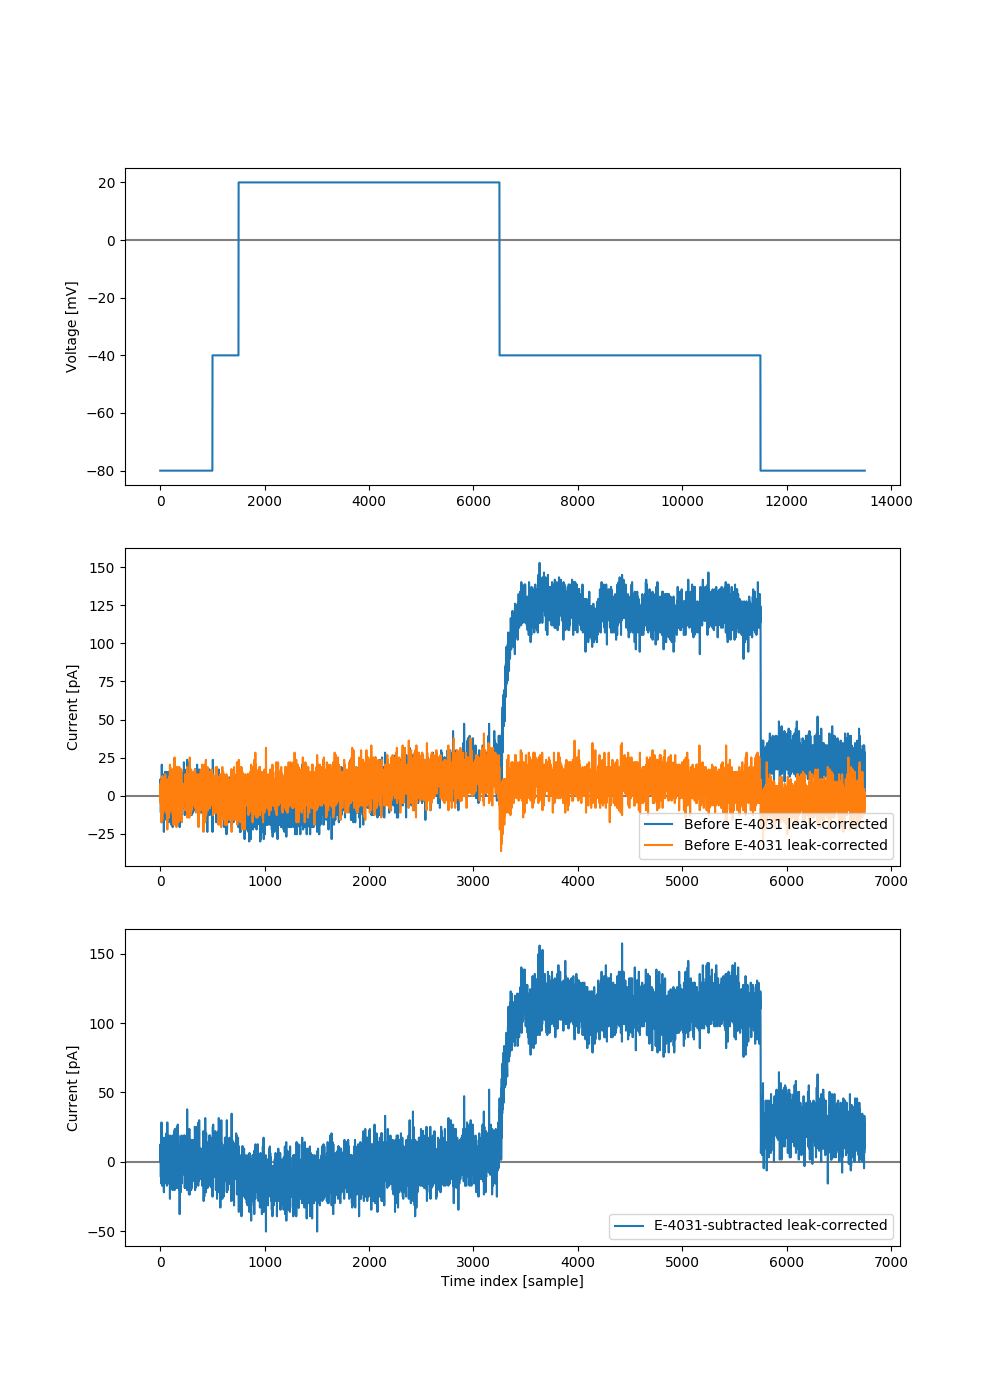 20
0
−20
−40
−60
−80
Voltage [mV]
0 2000 4000 6000 8000 10000 12000 14000
150
125
100
75
50
25
0
−25
Current [pA]
Before E-4031 leak-corrected
Before E-4031 leak-corrected
0 1000 2000 3000 4000 5000 6000 7000
150
100
50
0
−50
Current [pA]
E-4031-subtracted leak-corrected
0 1000 2000 3000 4000 5000 6000 7000
Time index [sample]